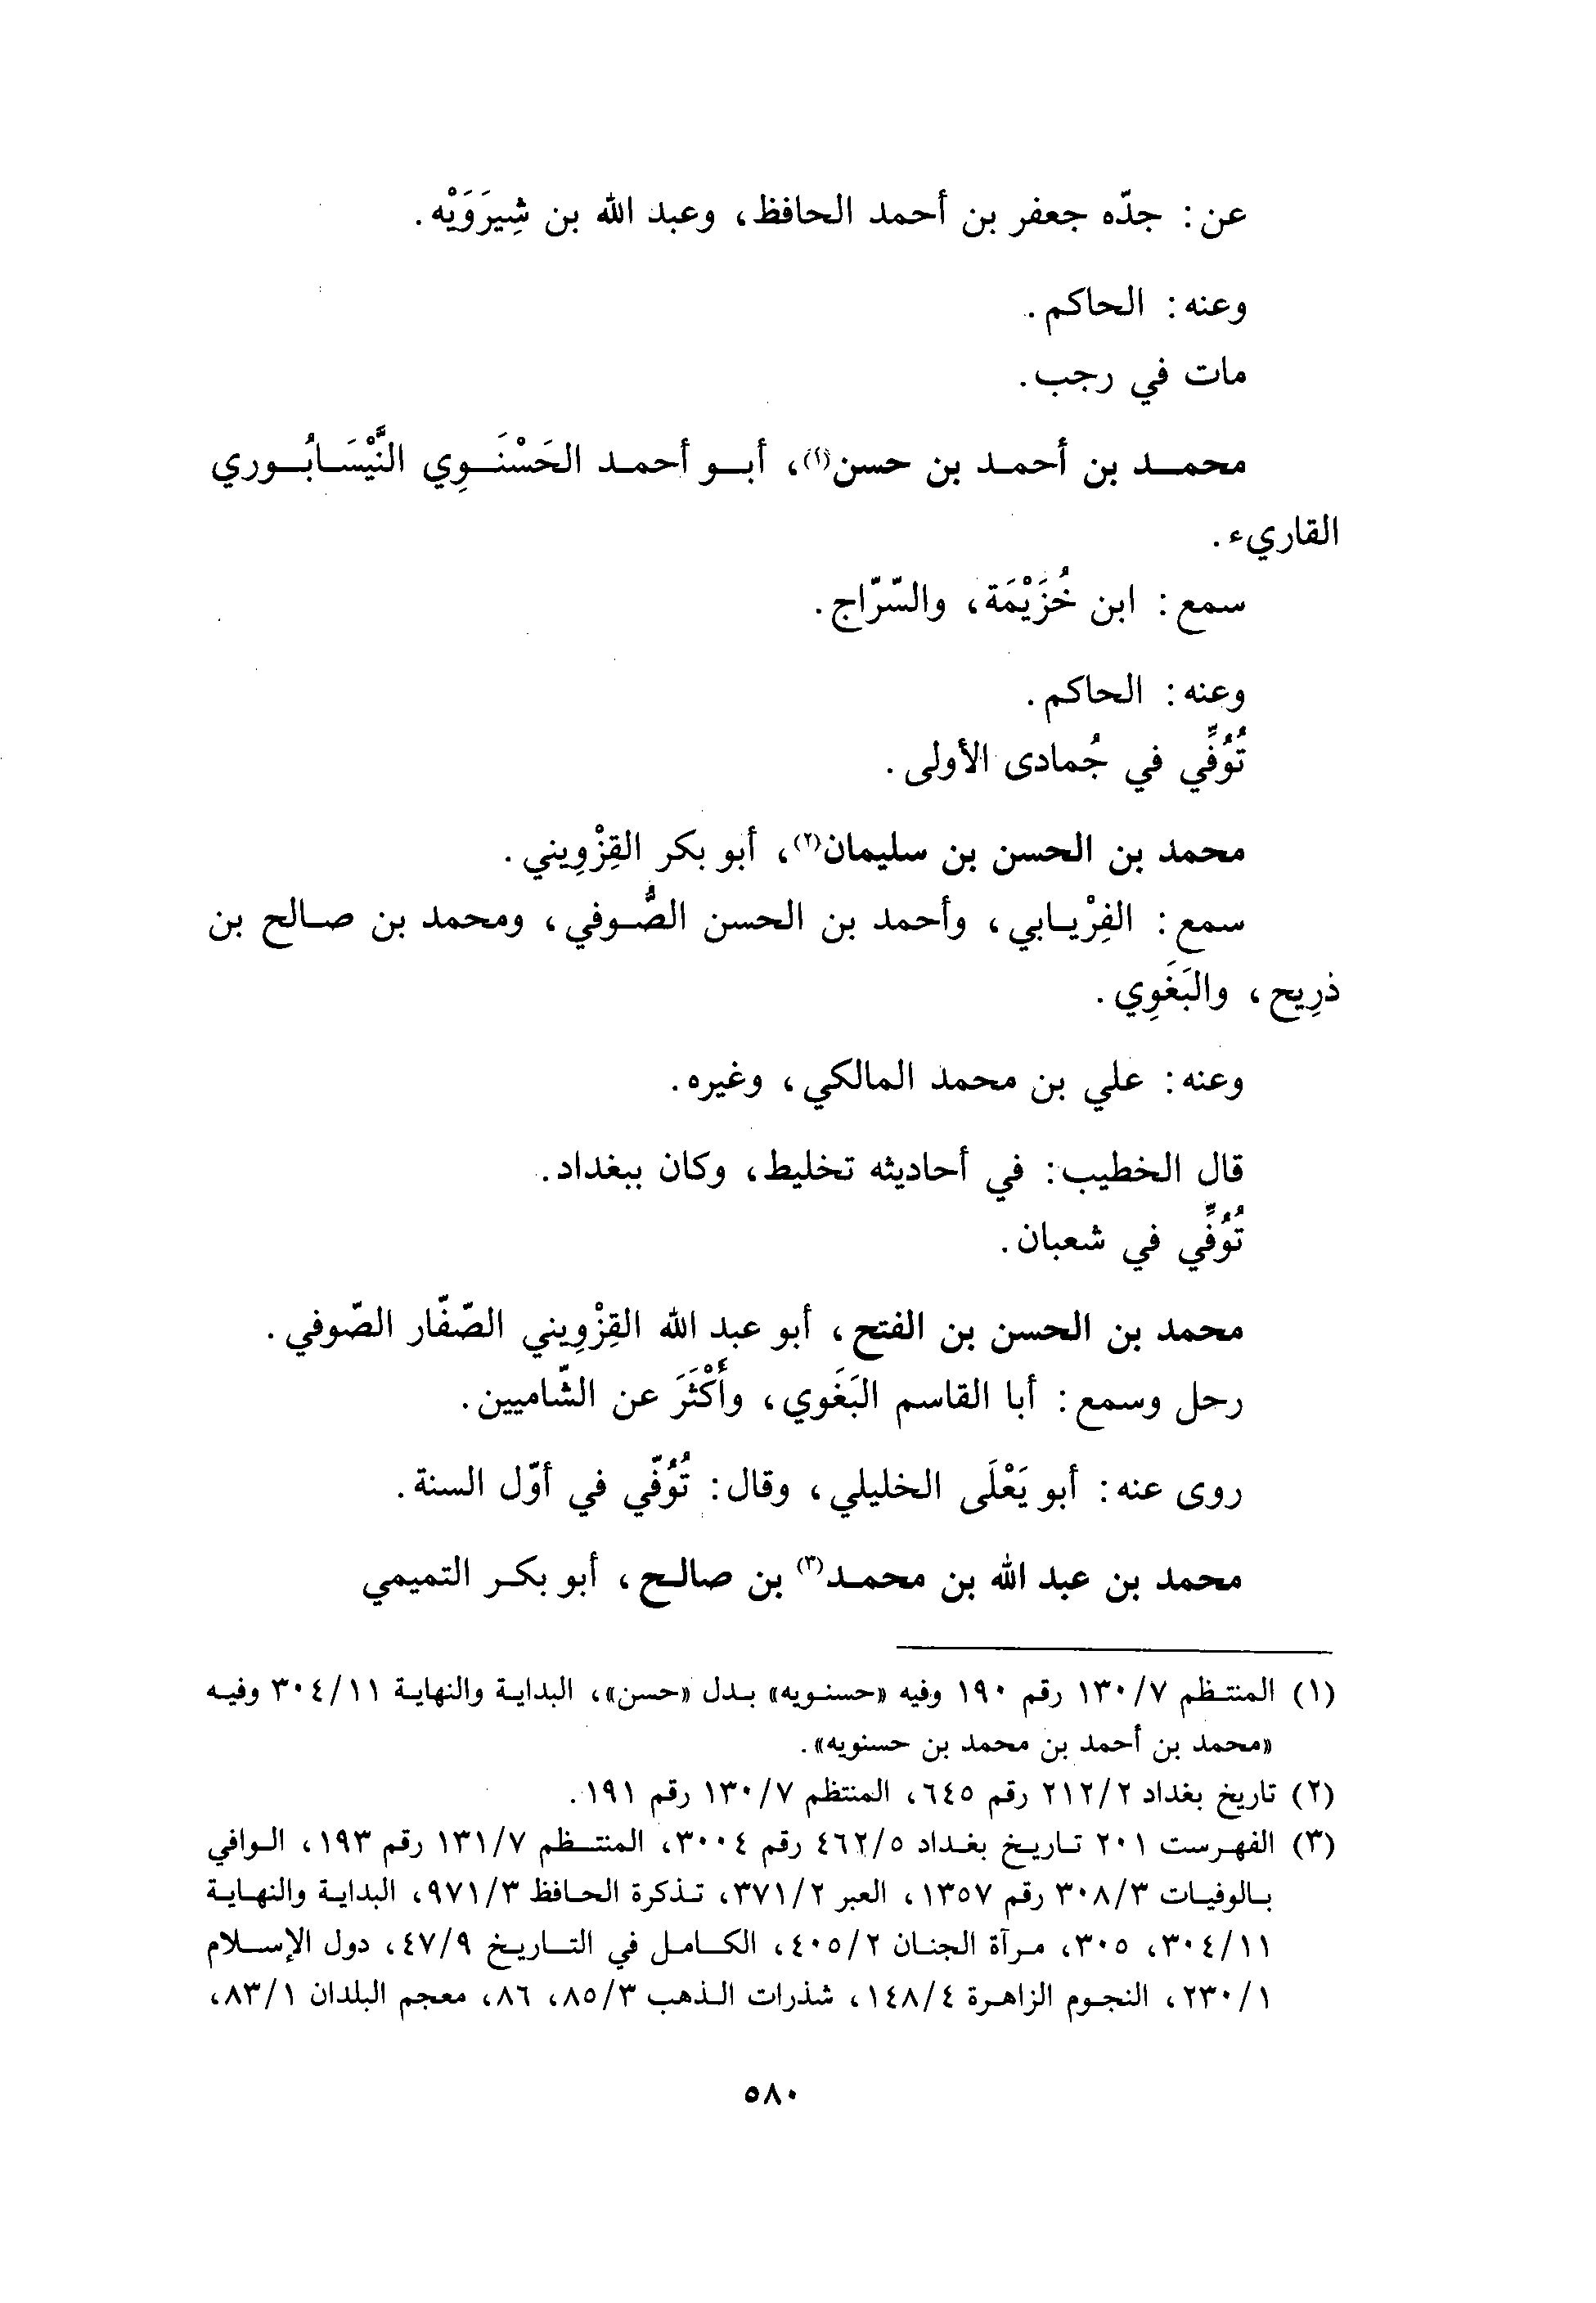 عن: جدّه جعفر بن أحمد الحافظ، وعبد الله بن شِيرَوَيْه.
وعنه: الحاكم.
مات في رجب.
محمد بن أحمد بن حسن(١)، أبو أحمد الحَسْنَوِي النَّيْسَابُوري
القاريء.
سمع: ابن خُزَيْمَة، والسّرّاج.
وعنه: الحاكم.
تُوُفِّي في جُمادى الأولى.
محمد بن الحسن بن سليمان(٢)، أبو بكر القِزْوِيني.
سمع: الفِرْيابي، وأحمد بن الحسن الصُّوفي، ومحمد بن صالح بن
ذرِيح، والبَغَوِي.
وعنه: علي بن محمد المالكي، وغيره.
قال الخطيب: في أحاديثه تخليط، وكان ببغداد.
تُوُفِّي في شعبان.
محمد بن الحسن بن الفتح، أبو عبد الله القِزْوِيني الصّفّار الصّوفي.
رحل وسمع: أبا القاسم البَغَوي، وأَكْثَرَ عن الشّاميين.
روى عنه: أبو يَعْلَى الخليلي، وقال: تُوُفّي في أوّل السنة.
محمد بن عبد الله بن محمد(٣) بن صالح، أبو بكر التميمي
(١) المنتظم ٧/١٣٠ رقم ١٩٠ وفيه «حسنويه» بدل «حسن»، البداية والنهاية ١١/٣٠٤ وفيه
«محمد بن أحمد بن محمد بن حسنويه».
(٢) تاريخ بغداد ٢/٢١٢ رقم ٦٤٥، المنتظم ٧/١٣٠ رقم ١٩١.
(٣) الفهرست ٢٠١ تاريخ بغداد ٥/٤٦٢ رقم ٣٠٠٤، المنتظم ٧/١٣١ رقم ١٩٣، الوافي
بالوفيات ٣/٣٠٨ رقم ١٣٥٧، العبر ٢/٣٧١، تذكرة الحافظ ٣/٩٧١، البداية والنهاية
١١/٣٠٤، ٣٠٥، مرآة الجنان ٢/٤٠٥، الكامل في التاريخ ٩/٤٧، دول الإسلام
١/٢٣٠، النجوم الزاهرة ٤/١٤٨، شذرات الذهب ٣/٨٥، ٨٦، معجم البلدان ١/٨٣،
٥٨٠